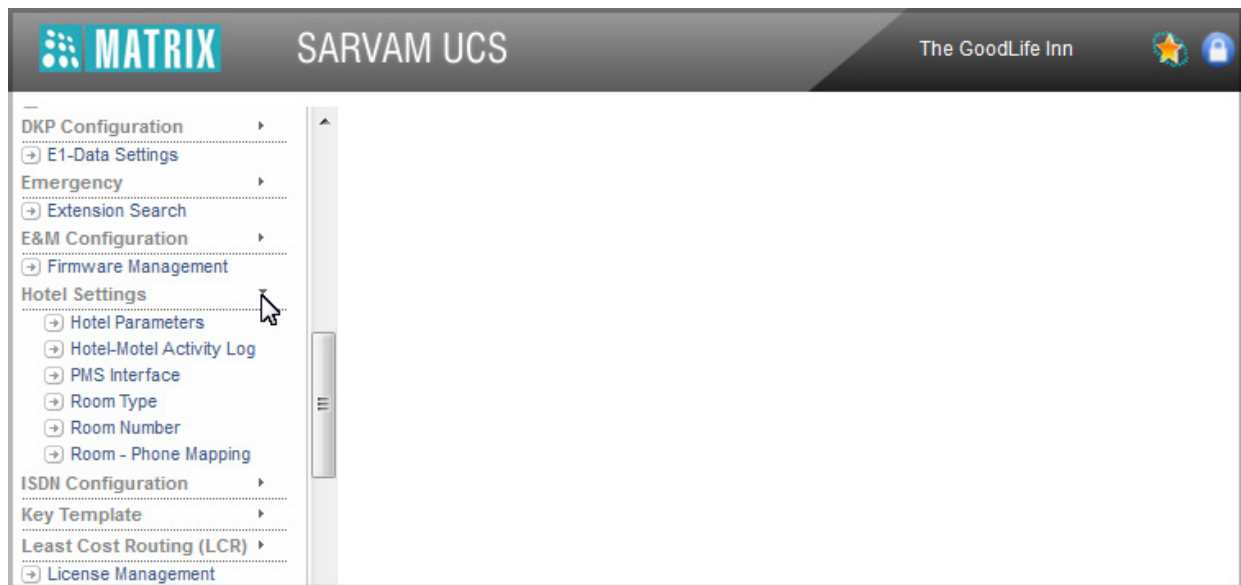 MATRIX SARVAM UCS The GoodLife Inn
DKP Configuration
E1-Data Settings
Emergency
Extension Search
E&M Configuration
Firmware Management
Hotel Settings
Hotel Parameters
Hotel-Motel Activity Log
PMS Interface
Room Type
Room Number
Room - Phone Mapping
ISDN Configuration
Key Template
Least Cost Routing (LCR)
License Management